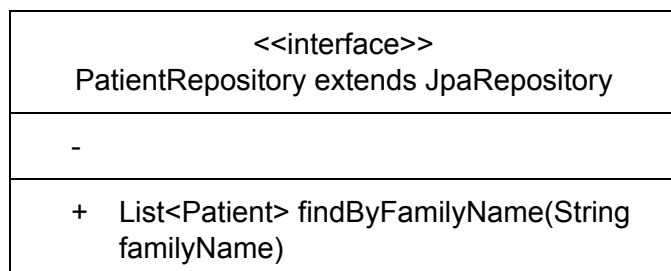 <<interface>>
PatientRepository extends JpaRepository
-
+ List<Patient> findByFamilyName(String
familyName)